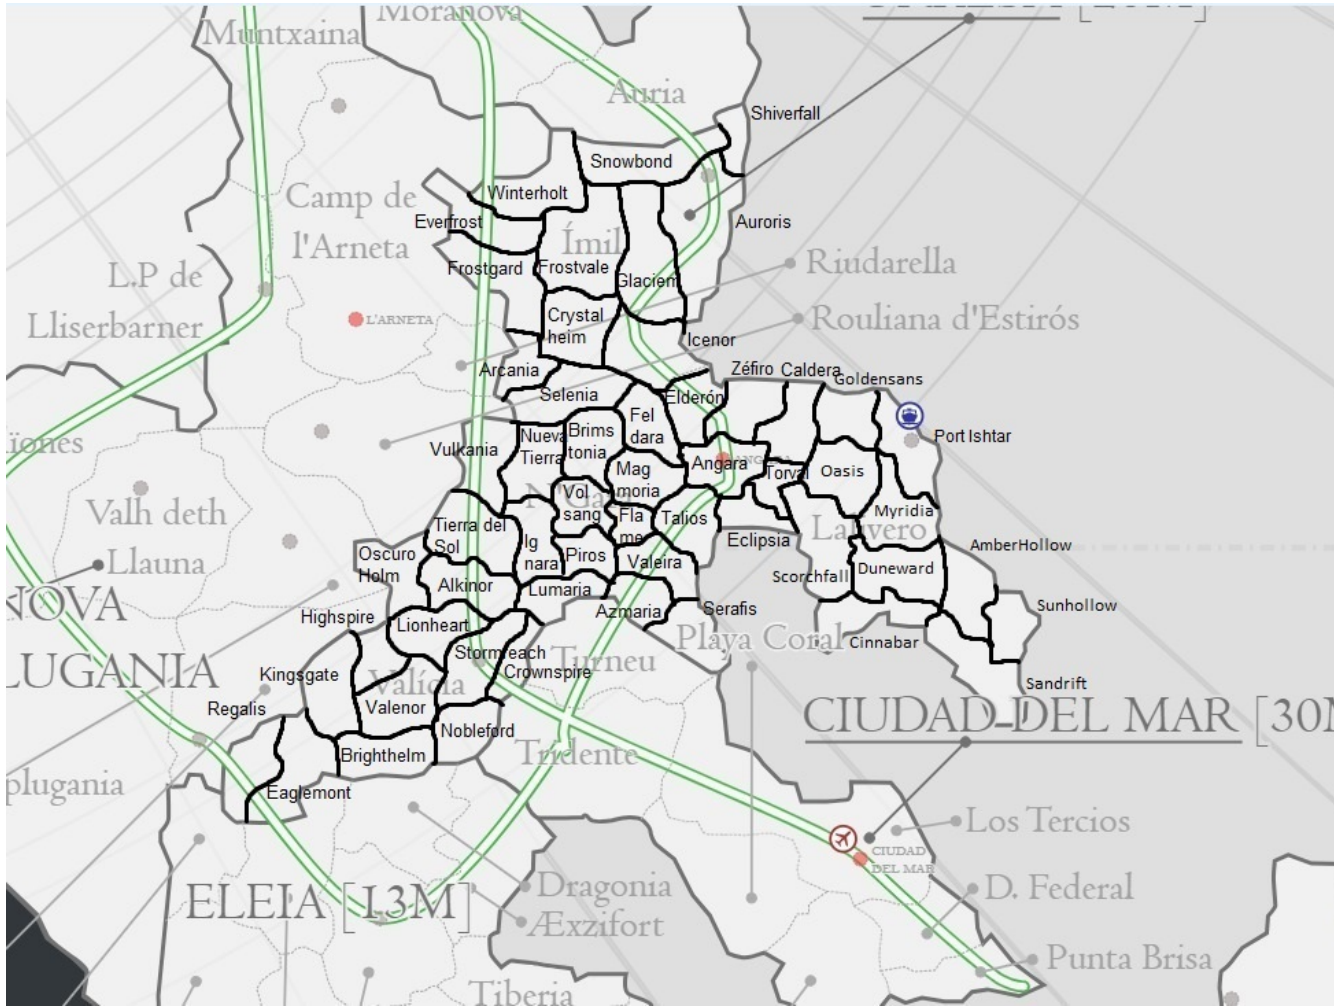 Moranova
Muntxaina
Auria
Shiverfall
Snowbond
Camp de
l'Arneta
Winterholt
Everfrost
Auroris
Ímil
L.P de
Lliserbarner
Frostgard
Frostvale
Glaciem
Riudarella
L'ARNETA
Crystal
heim
Rouliana d'Estirós
Icenor
Arcania
Selenia
Zéfiro
Caldera
Goldensans
Elderón
Fel
dara
Port Ishtar
Vulkania
Nueva
Tierra
Brims
tonia
Angara
Torval
Oasis
Mag
moria
Valh deth
Llauna
Vol
sang
Fla
me
Talios
Myridia
Lahvero
Tierra del
Sol
Ig
nara
Piros
Valeira
Eclipsia
AmberHollow
Oscuro
Holm
Alkinor
Lumaria
Scorchfall
Duneward
Azmaria
Serafis
Sunhollow
Highspire
Lionheart
Playa Coral
Cinnabar
Stormreach
Crownspire
Turneu
Kingsgate
Valícia
Valenor
Sandrift
Regalis
CIUDAD DEL MAR
Nobleford
Brighthelm
Tridente
Eaglemont
Los Tercios
CIUDAD
DEL MAR
ELEIA [13M]
Dragonia
D. Federal
Æxzifort
Punta Brisa
Tiberia